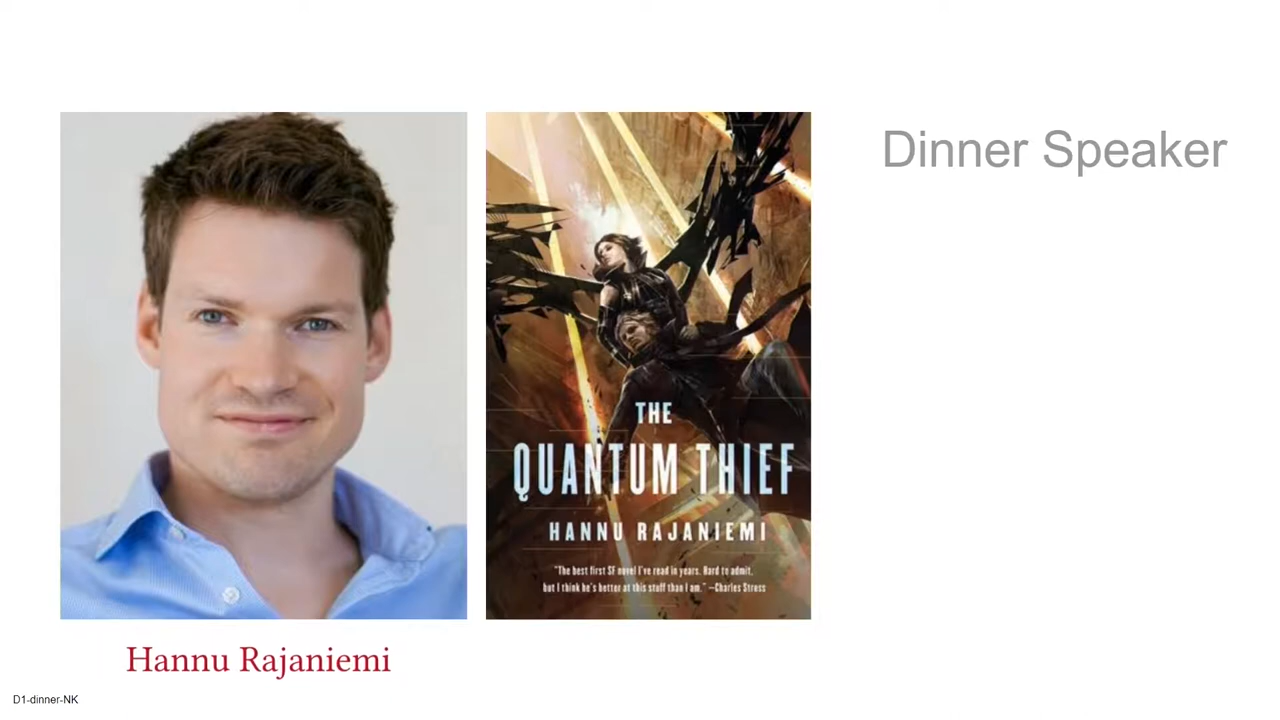 Dinner Speaker
THE
QUANTUM THIEF
HANNU RAJANIEMI
"The best first SF novel I've read in years. Hard to admit,
but I think he's better at this stuff than I am." —Charles Stross
Hannu Rajaniemi
D1-dinner-NK